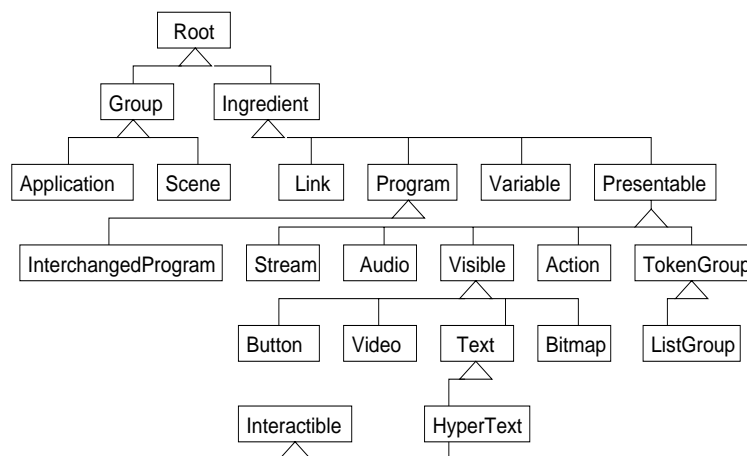 Root
Group Ingredient
Application Scene Link Program Variable Presentable
InterchangedProgram Stream Audio Visible Action TokenGroup
Button Video Text Bitmap ListGroup
Interactible HyperText